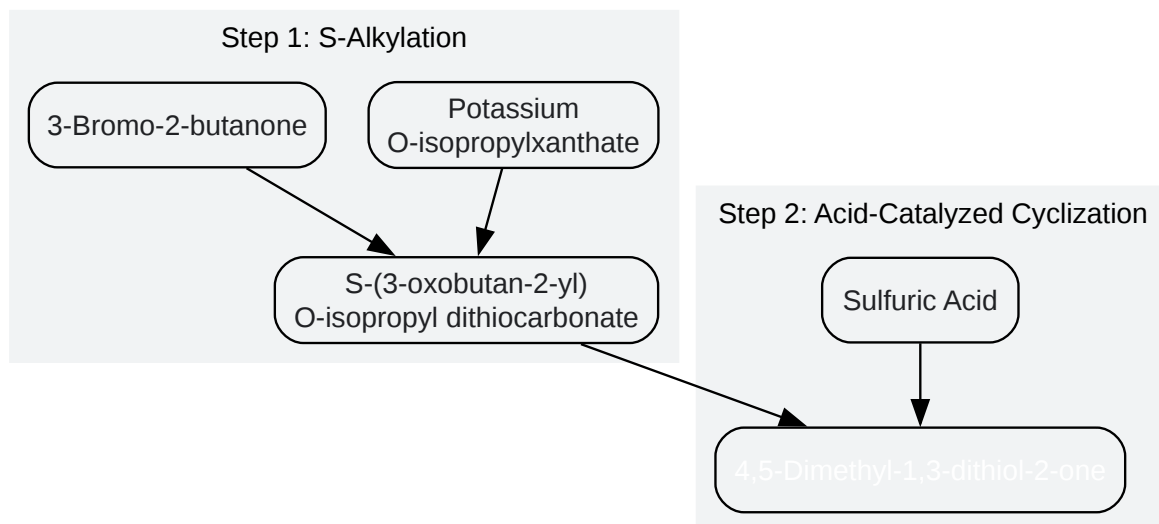 Step 1: S-Alkylation
3-Bromo-2-butanone
Potassium
O-isopropylxanthate
S-(3-oxobutan-2-yl)
O-isopropyl dithiocarbonate
Step 2: Acid-Catalyzed Cyclization
Sulfuric Acid
4,5-Dimethyl-1,3-dithiol-2-one